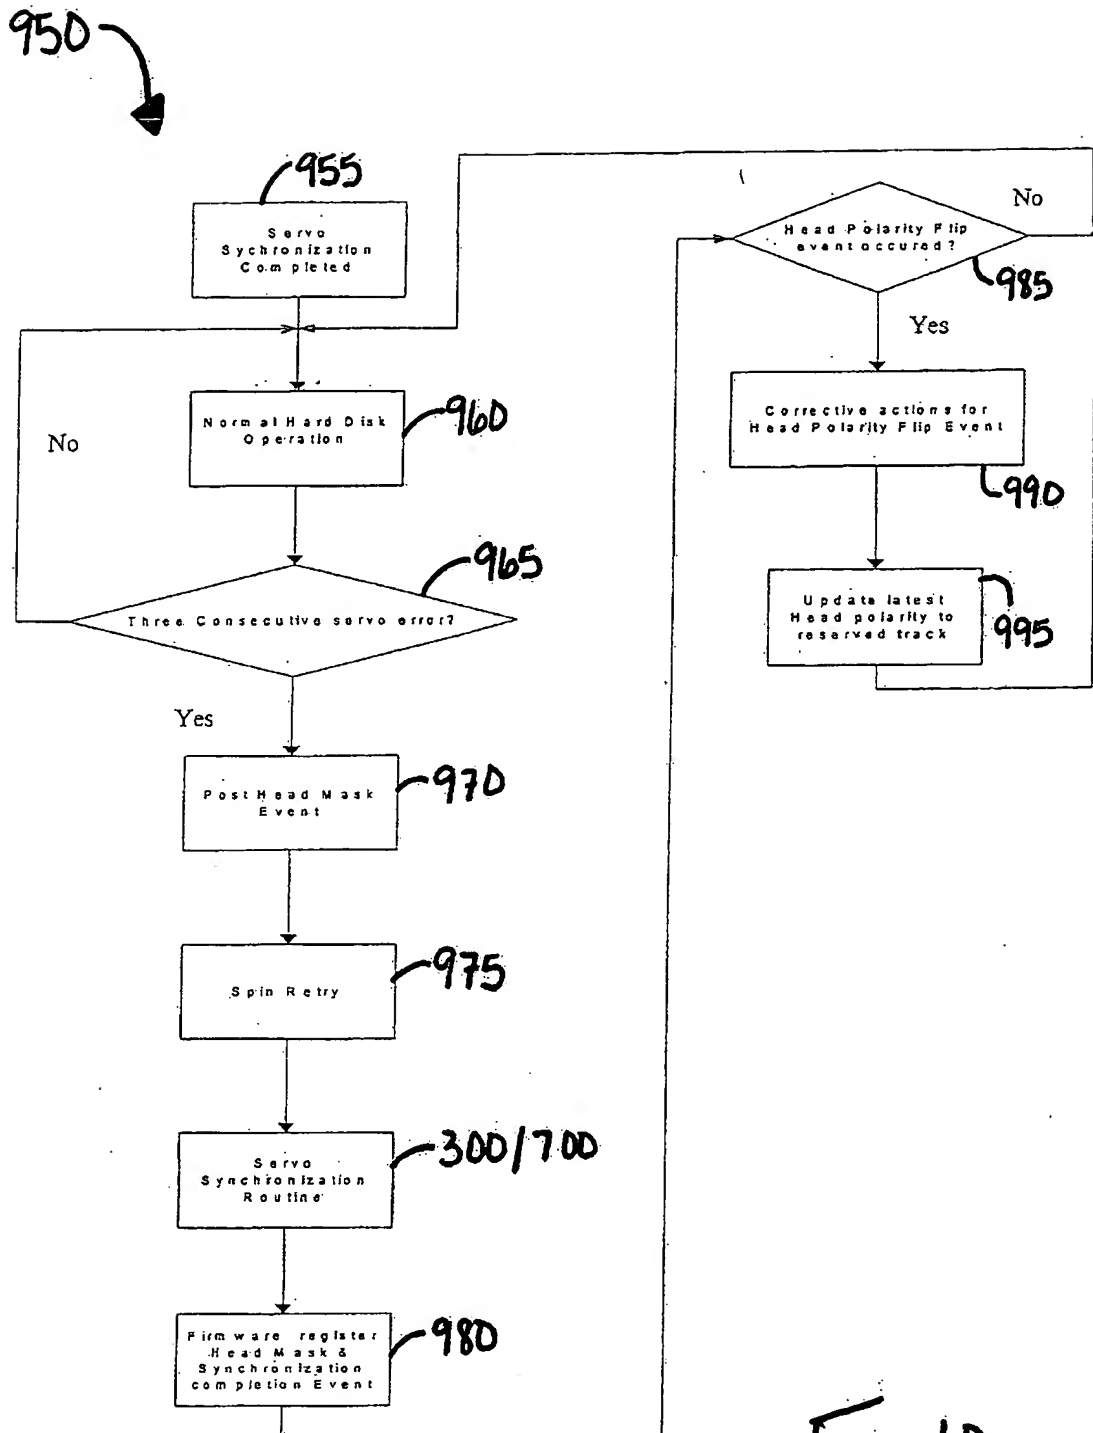 950
955
Servo
Sychronization
Completed
No
Normal Hard Disk
Operation
960
965
Three Consecutive servo error?
Yes
Post Head Mask
Event
970
Spin Retry
975
Servo
Synchronization
Routine
300/700
Firmware register
Head Mask &
Synchronization
completion Event
980
Head Polarity Flip
event occured?
No
985
Yes
Corrective actions for
Head Polarity Flip Event
990
Update latest
Head polarity to
reserved track
995